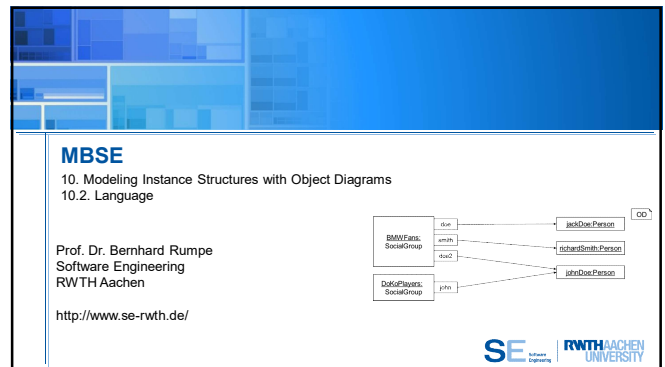 MBSE
10. Modeling Instance Structures with Object Diagrams
10.2. Language
Prof. Dr. Bernhard Rumpe
Software Engineering
RWTH Aachen
http://www.se-rwth.de/
OD
BMWFans:
SocialGroup
doe
smith
doe2
jackDoe:Person
richardSmith:Person
johnDoe:Person
DoKoPlayers:
SocialGroup
john
SE Software
Engineering
RWTHAACHEN
UNIVERSITY